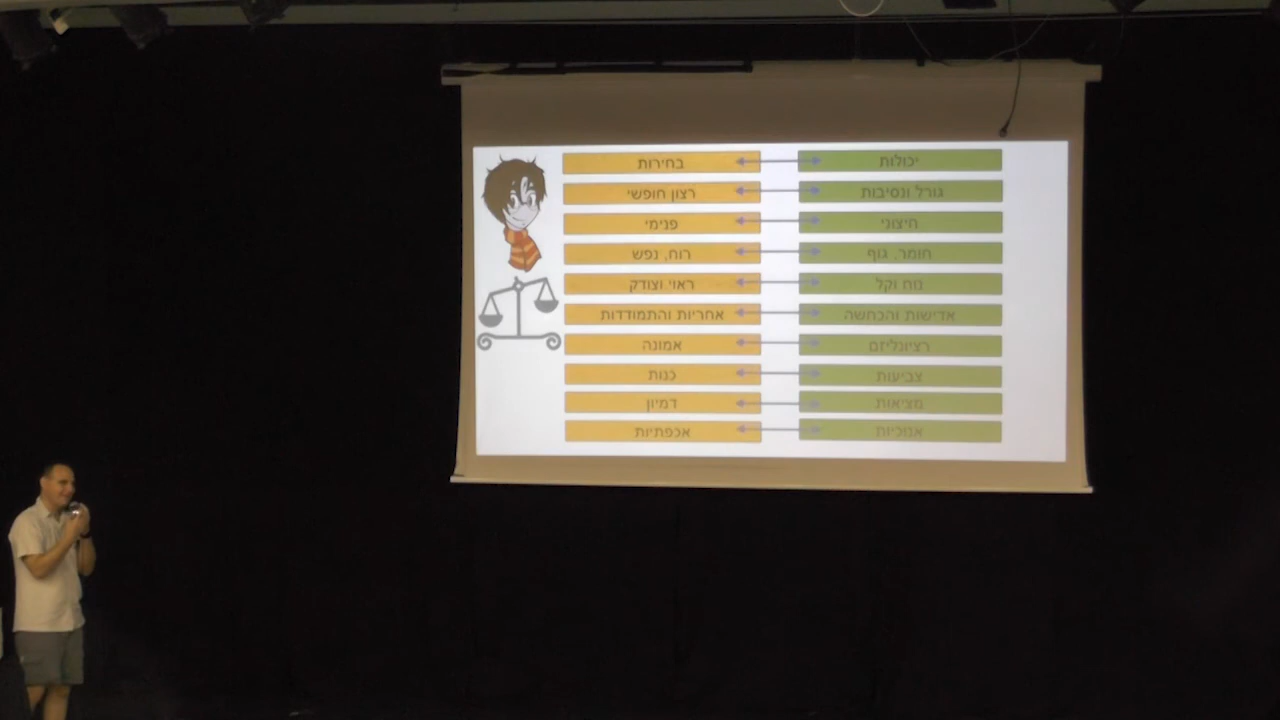 יכולות בחירות
גורל ונסיבות רצון חופשי
חיצוני פנימי
חומר, גוף רוח, נפש
נוח וקל ראוי וצודק
אדישות והכחשה אחריות והתמודדות
רציונליזם אמונה
צביעות כנות
מציאות דמיון
אנוכיות אכפתיות